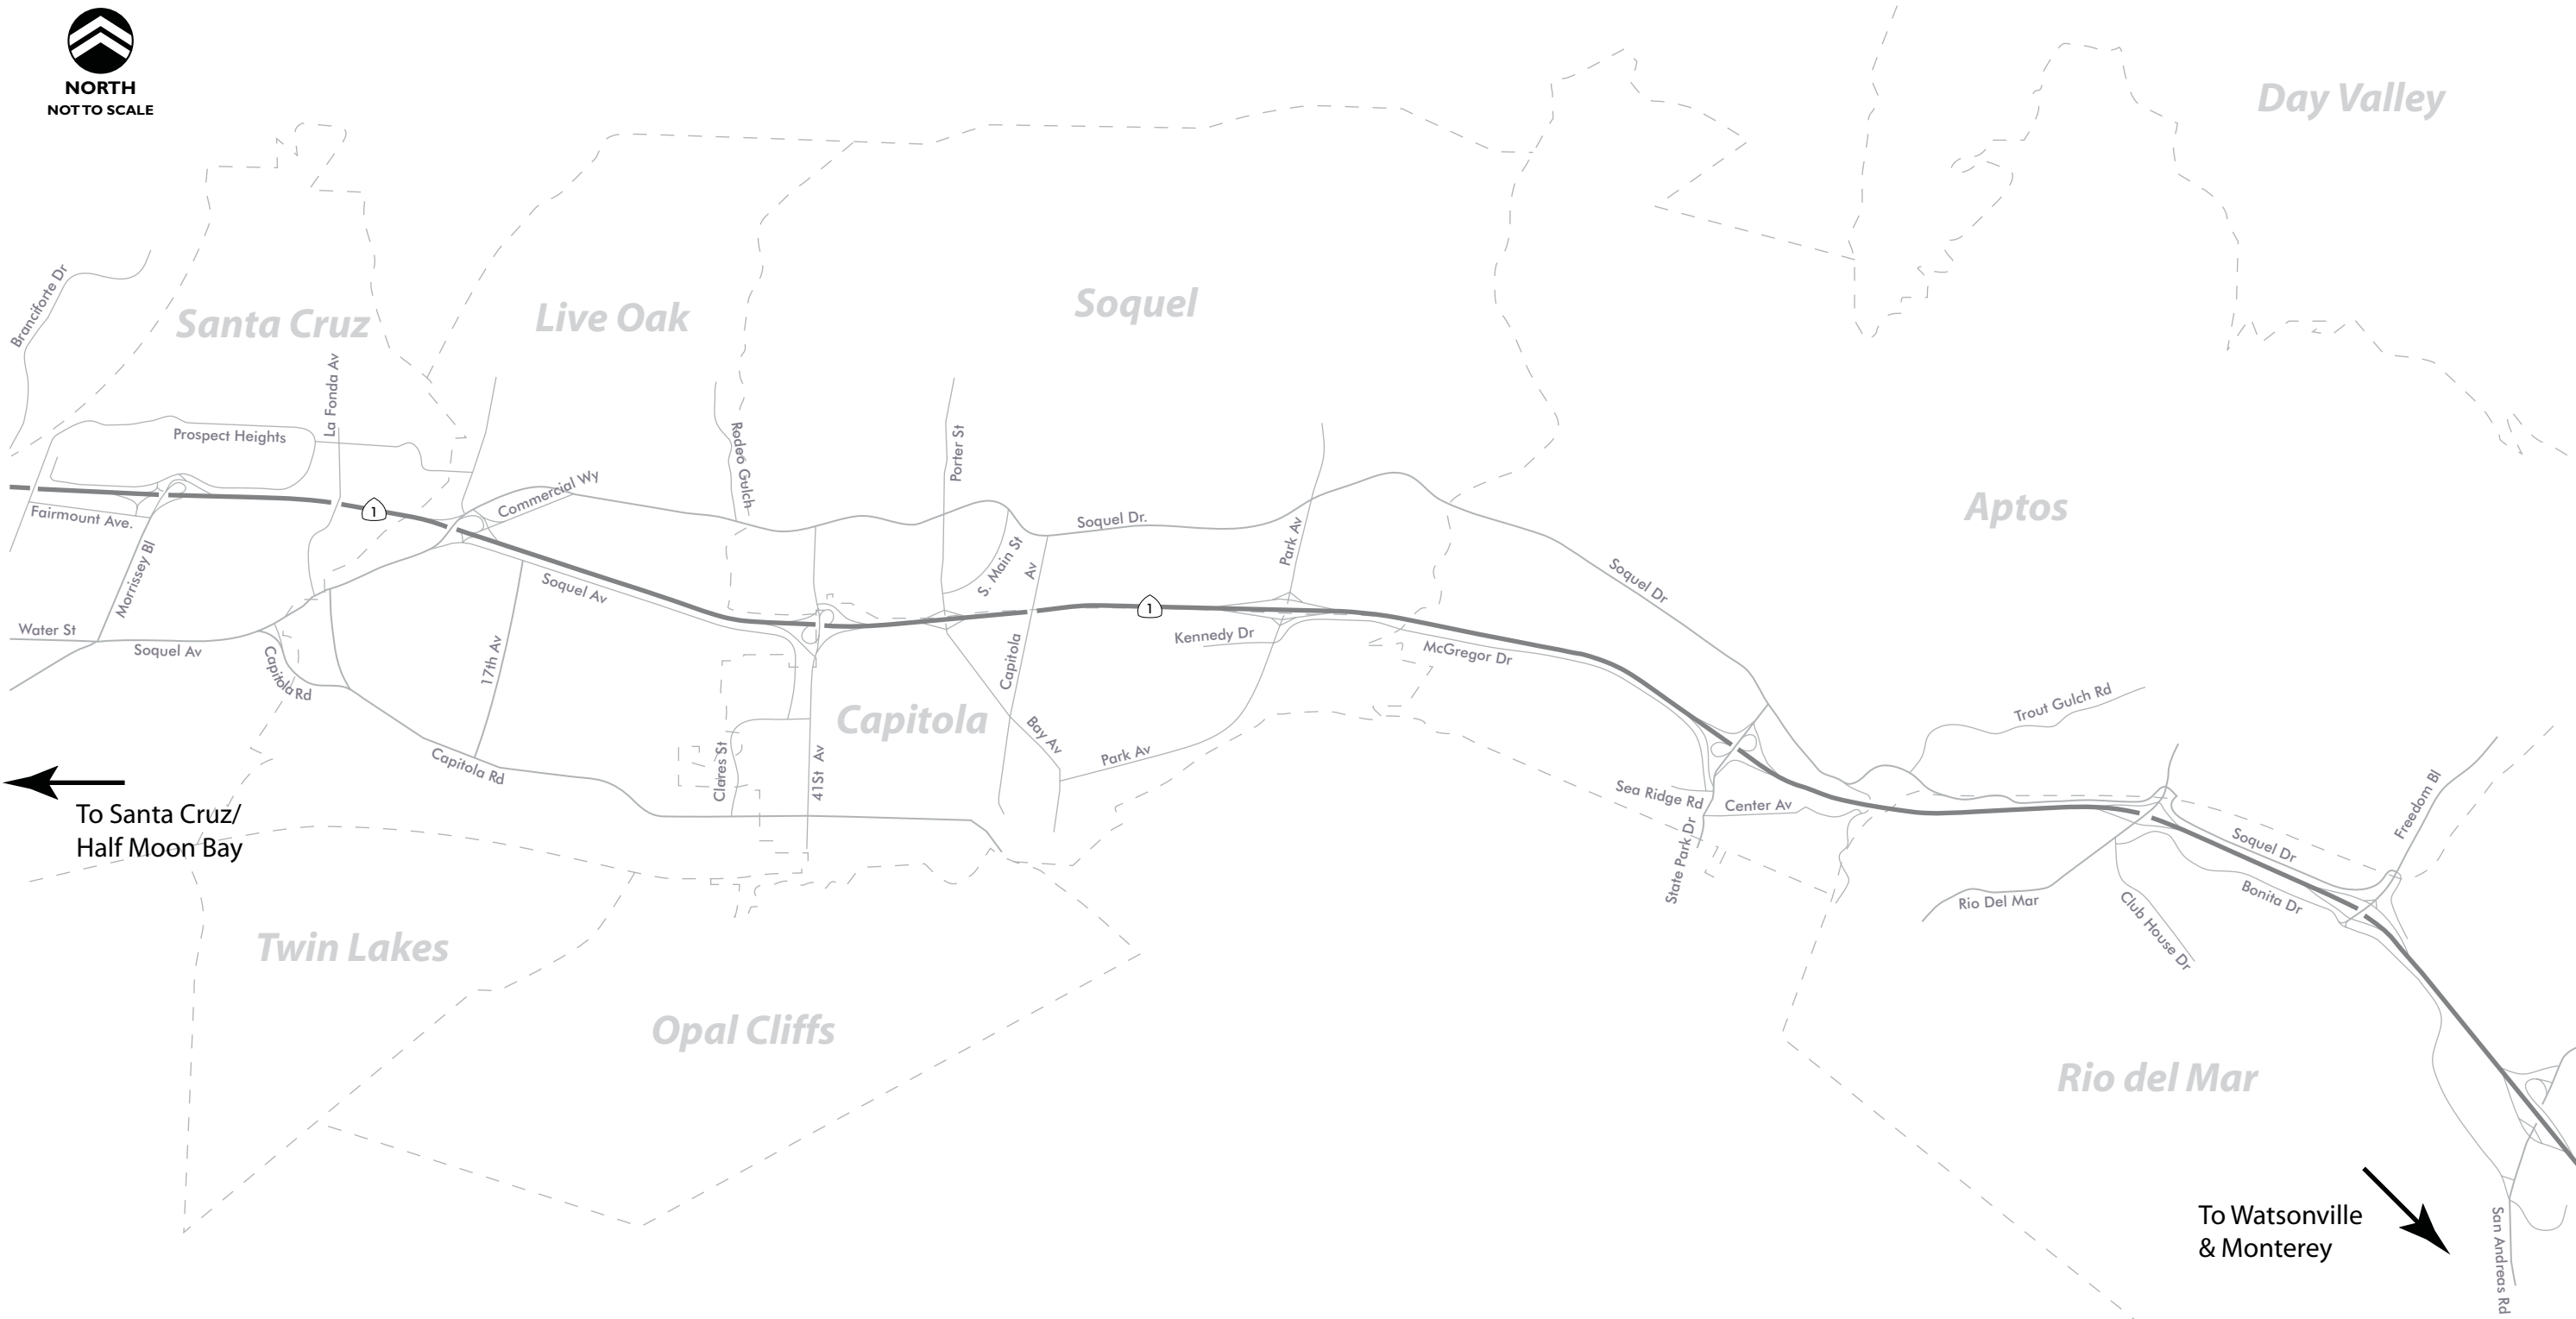 NORTH
NOT TO SCALE
Day Valley
Branciforte Dr
Santa Cruz
Live Oak
Soquel
La Fonda Av
Prospect Heights
Rodeo Gulch
Porter St
Commercial Wy
1
Fairmount Ave.
Morrissey Bl
Soquel Dr.
Park Av
Aptos
S. Main St
Soquel Av
Soquel Dr
Capitola Av
1
Water St
Soquel Av
Capitola Rd
17th Av
Kennedy Dr
McGregor Dr
Capitola
Bay Av
Park Av
Trout Gulch Rd
Capitola Rd
Clares St
41St Av
Sea Ridge Rd
Center Av
State Park Dr
Freedom Bl
To Santa Cruz/
Half Moon Bay
Soquel Dr
Bonita Dr
Rio Del Mar
Club House Dr
Twin Lakes
Opal Cliffs
Rio del Mar
To Watsonville
& Monterey
San Andreas Rd